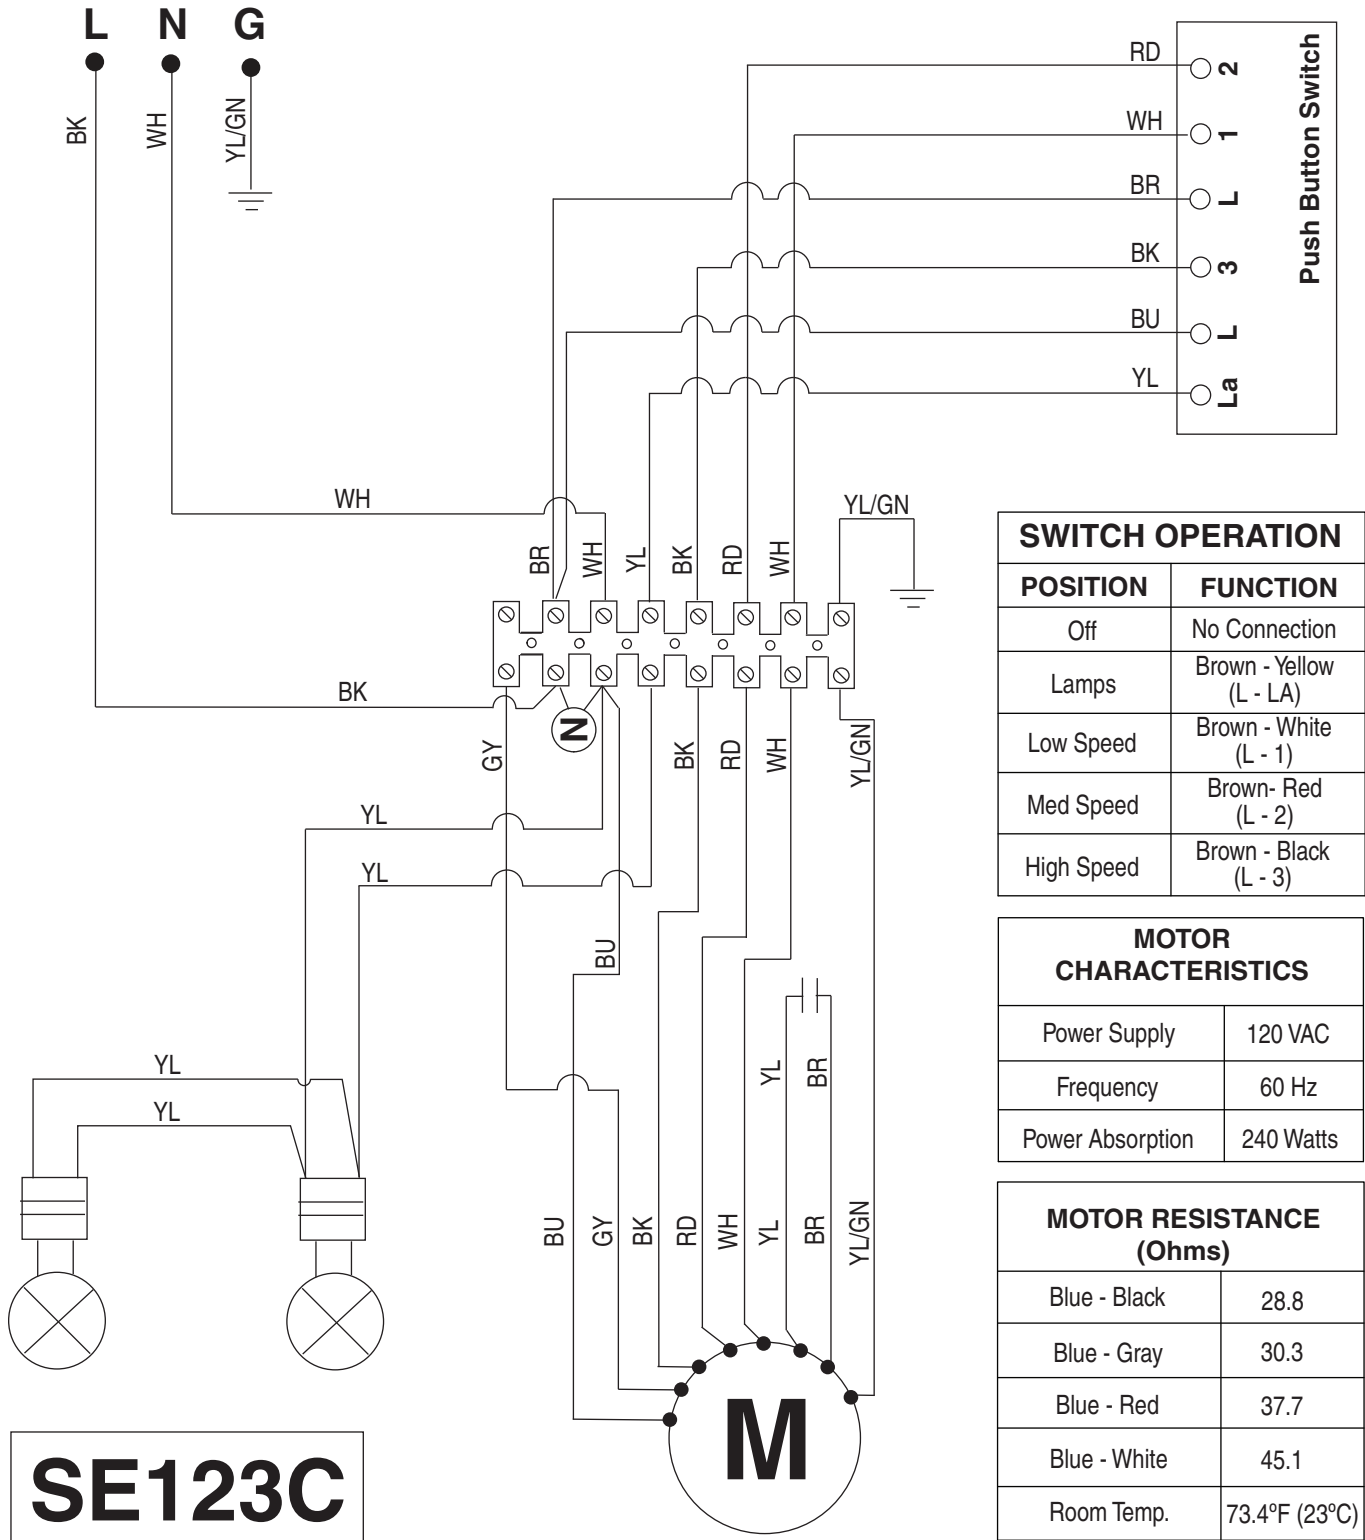 L N G
BK
WH
YL/GN
RD
2
WH
1
BR
L
BK
3
BU
L
YL
La
Push Button Switch
WH
BR
WH
YL
BK
RD
WH
YL/GN
BK
N
GY
BK
RD
WH
YL/GN
YL
YL
BU
YL
BR
YL
YL
BU
GY
BK
RD
WH
YL
BR
YL/GN
M
SE123C
SWITCH OPERATION
POSITION FUNCTION
Off No Connection
Lamps Brown - Yellow
(L - LA)
Low Speed Brown - White
(L - 1)
Med Speed Brown- Red
(L - 2)
High Speed Brown - Black
(L - 3)
MOTOR
CHARACTERISTICS
Power Supply 120 VAC
Frequency 60 Hz
Power Absorption 240 Watts
MOTOR RESISTANCE
(Ohms)
Blue - Black 28.8
Blue - Gray 30.3
Blue - Red 37.7
Blue - White 45.1
Room Temp. 73.4ºF (23ºC)